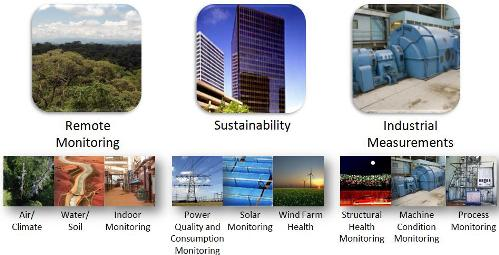 Remote
Monitoring
Sustainability
Industrial
Measurements
Air/
Climate
Water/
Soil
Indoor
Monitoring
Power
Quality and
Consumption
Monitoring
Solar
Monitoring
Wind Farm
Health
Structural
Health
Monitoring
Machine
Condition
Monitoring
Process
Monitoring